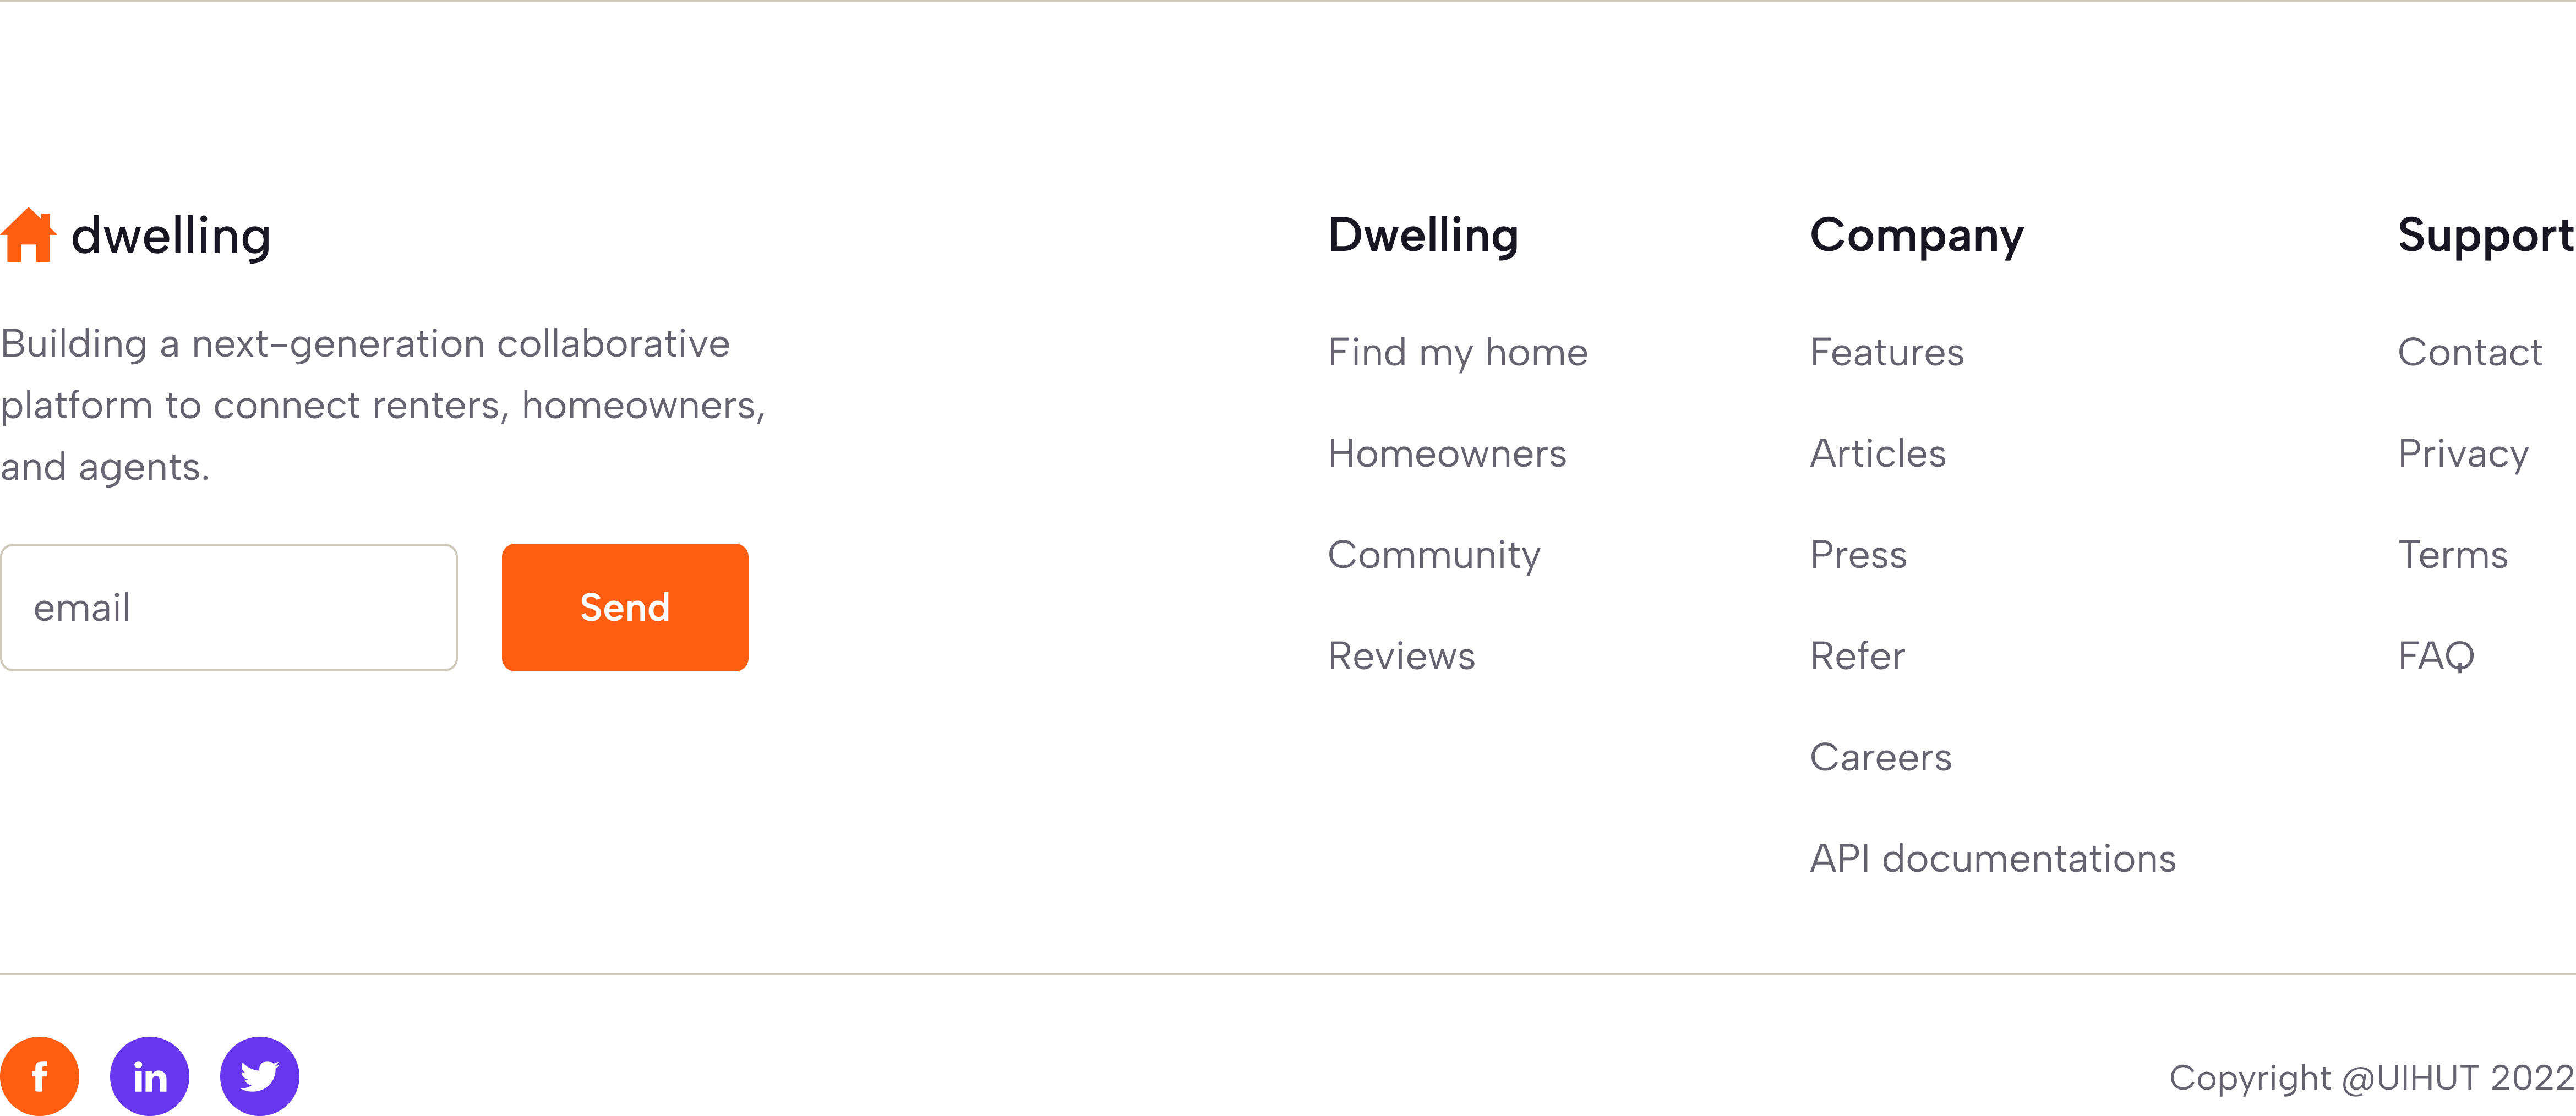 dwelling
Building a next-generation collaborative
platform to connect renters, homeowners,
and agents.
email
Send
Dwelling
Find my home
Homeowners
Community
Reviews
Company
Features
Articles
Press
Refer
Careers
API documentations
Support
Contact
Privacy
Terms
FAQ
f
in
Copyright @UIHUT 2022